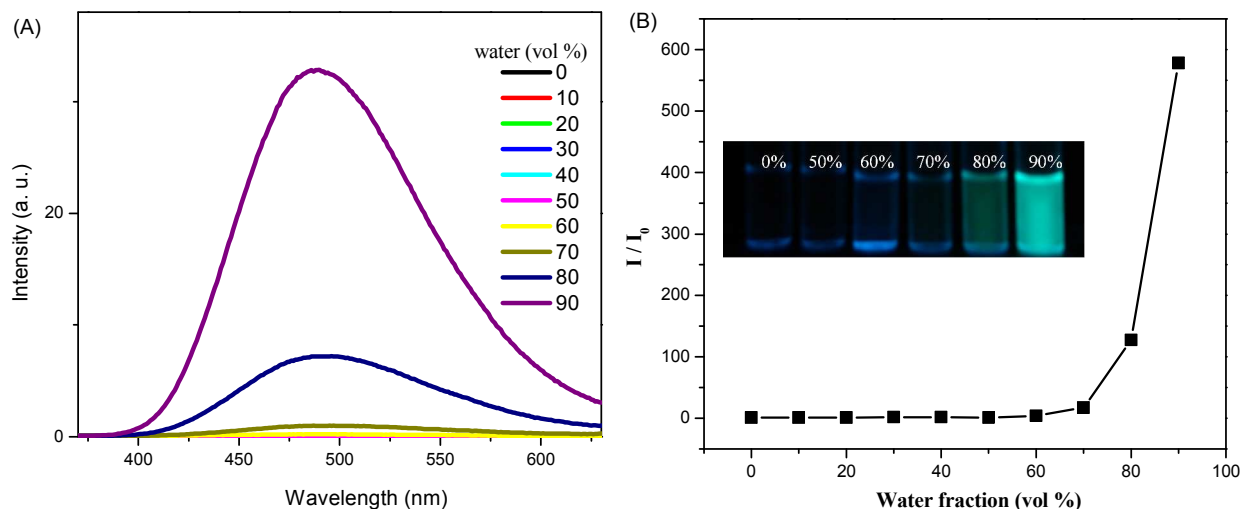 (A)
water (vol %)
0
10
20
30
40
50
60
70
80
90
20
0
Intensity (a. u.)
400 450 500 550 600
Wavelength (nm)
(B)
600
500
400
300
200
100
0
I / I0
0% 50% 60% 70% 80% 90%
0 20 40 60 80 100
Water fraction (vol %)